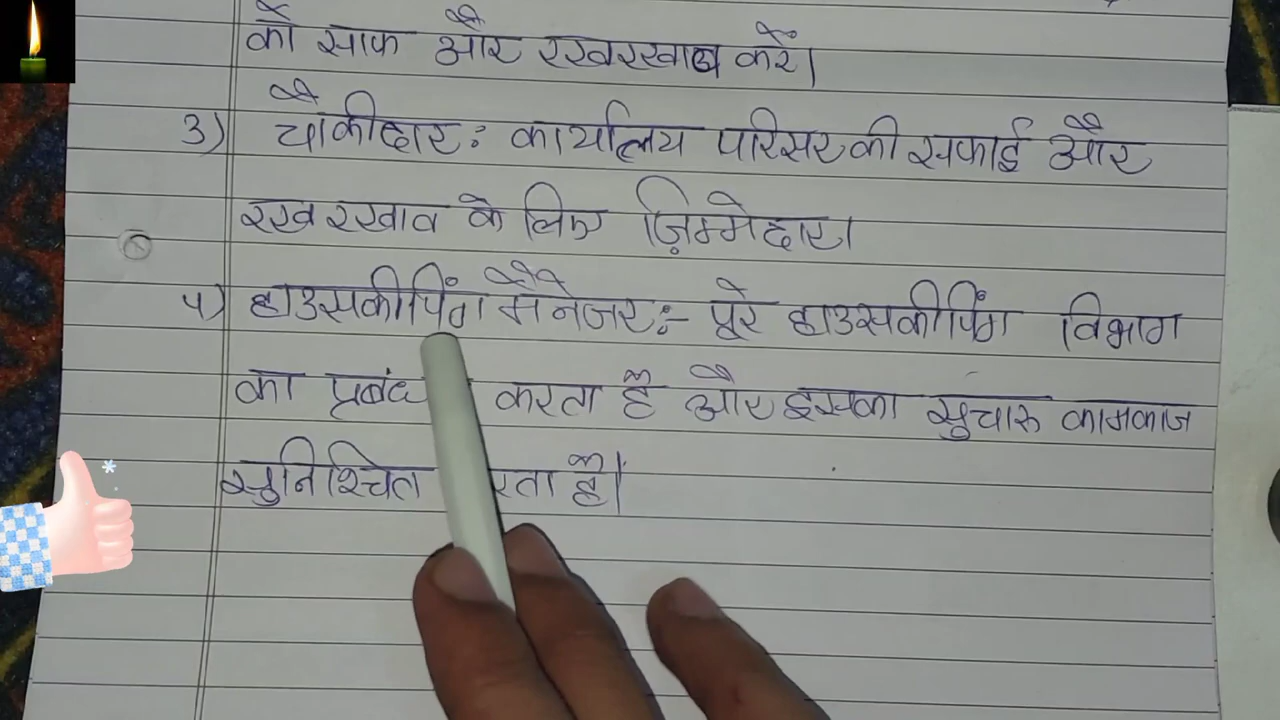 को साफ और रखरखाव करें।
3) चौकीदार: कार्यालय परिसर की सफाई और
रखरखाव के लिए ज़िम्मेदार।
4) हाउसकीपिंग मैनेजर:- पूरे हाउसकीपिंग विभाग
का प्रबंध करता है और इसका सुचारू कामकाज
सुनिश्चित रता है।